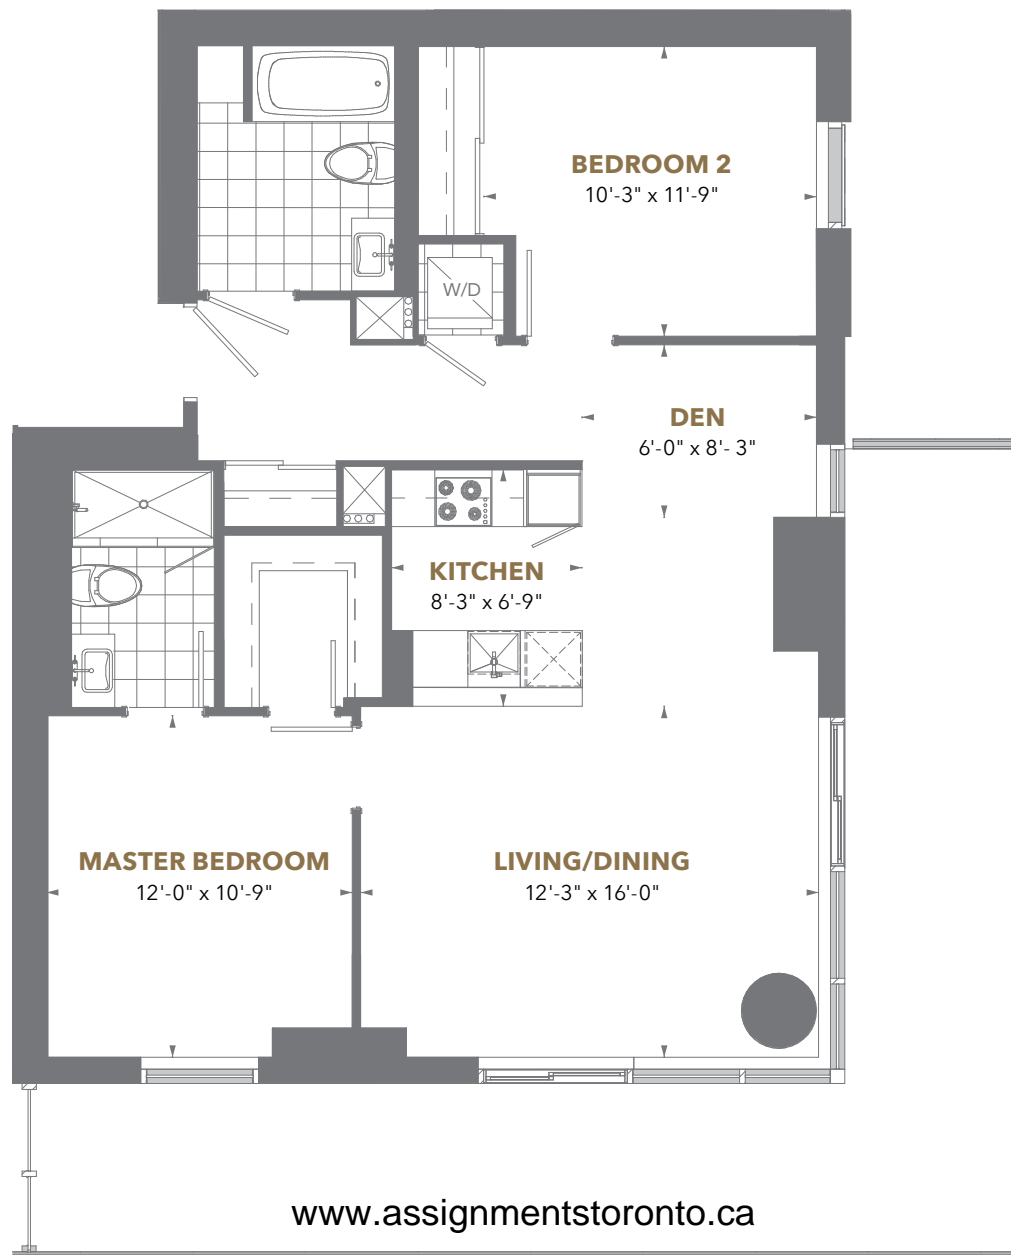 BEDROOM 2
10'-3" x 11'-9"
W/D
DEN
6'-0" x 8'- 3"
KITCHEN
8'-3" x 6'-9"
MASTER BEDROOM
12'-0" x 10'-9"
LIVING/DINING
12'-3" x 16'-0"
www.assignmentstoronto.ca